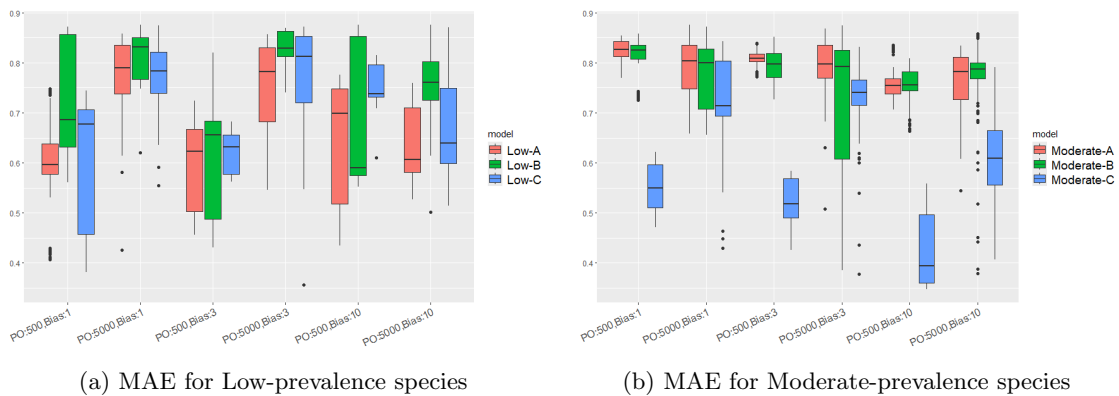 0.9
0.8
0.7
0.6
0.5
0.4
PO:500,Bias:1
PO:5000,Bias:1
PO:500,Bias:3
PO:5000,Bias:3
PO:500,Bias:10
PO:5000,Bias:10
model
Low-A
Low-B
Low-C
(a) MAE for Low-prevalence species
0.9
0.8
0.7
0.6
0.5
0.4
PO:500,Bias:1
PO:5000,Bias:1
PO:500,Bias:3
PO:5000,Bias:3
PO:500,Bias:10
PO:5000,Bias:10
model
Moderate-A
Moderate-B
Moderate-C
(b) MAE for Moderate-prevalence species